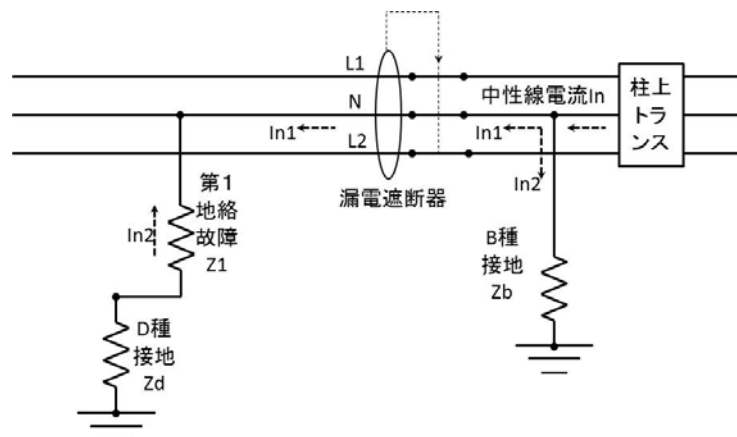 L1
N
L2
In1
漏電遮断器
中性線電流In
In1
In2
柱上
トラ
ンス
第1
地絡
故障
Z1
In2
D種
接地
Zd
B種
接地
Zb